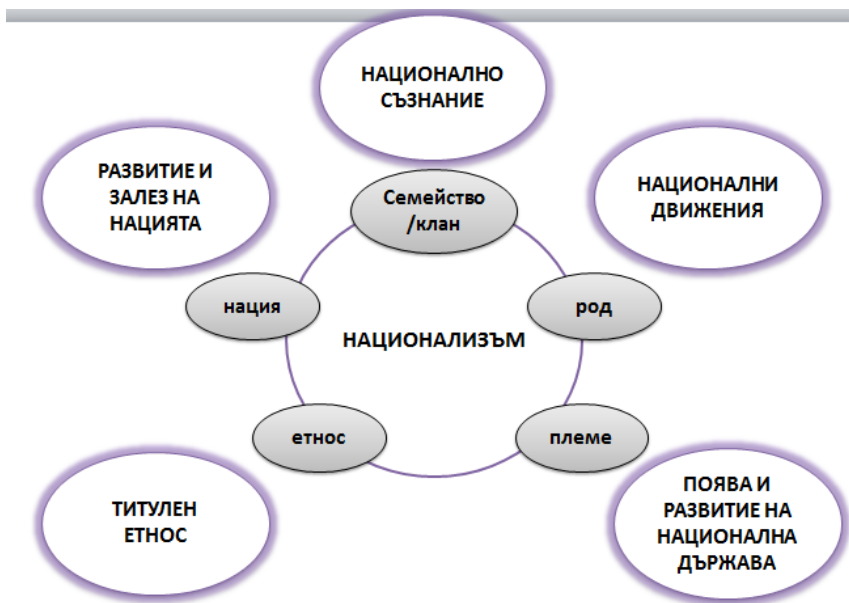 НАЦИОНАЛНО
СЪЗНАНИЕ
РАЗВИТИЕ И
ЗАЛЕЗ НА
НАЦИЯТА
НАЦИОНАЛНИ
ДВИЖЕНИЯ
Семейство
/клан
нация
род
НАЦИОНАЛИЗЪМ
етнос
племе
ТИТУЛЕН
ЕТНОС
ПОЯВА И
РАЗВИТИЕ НА
НАЦИОНАЛНА
ДЪРЖАВА